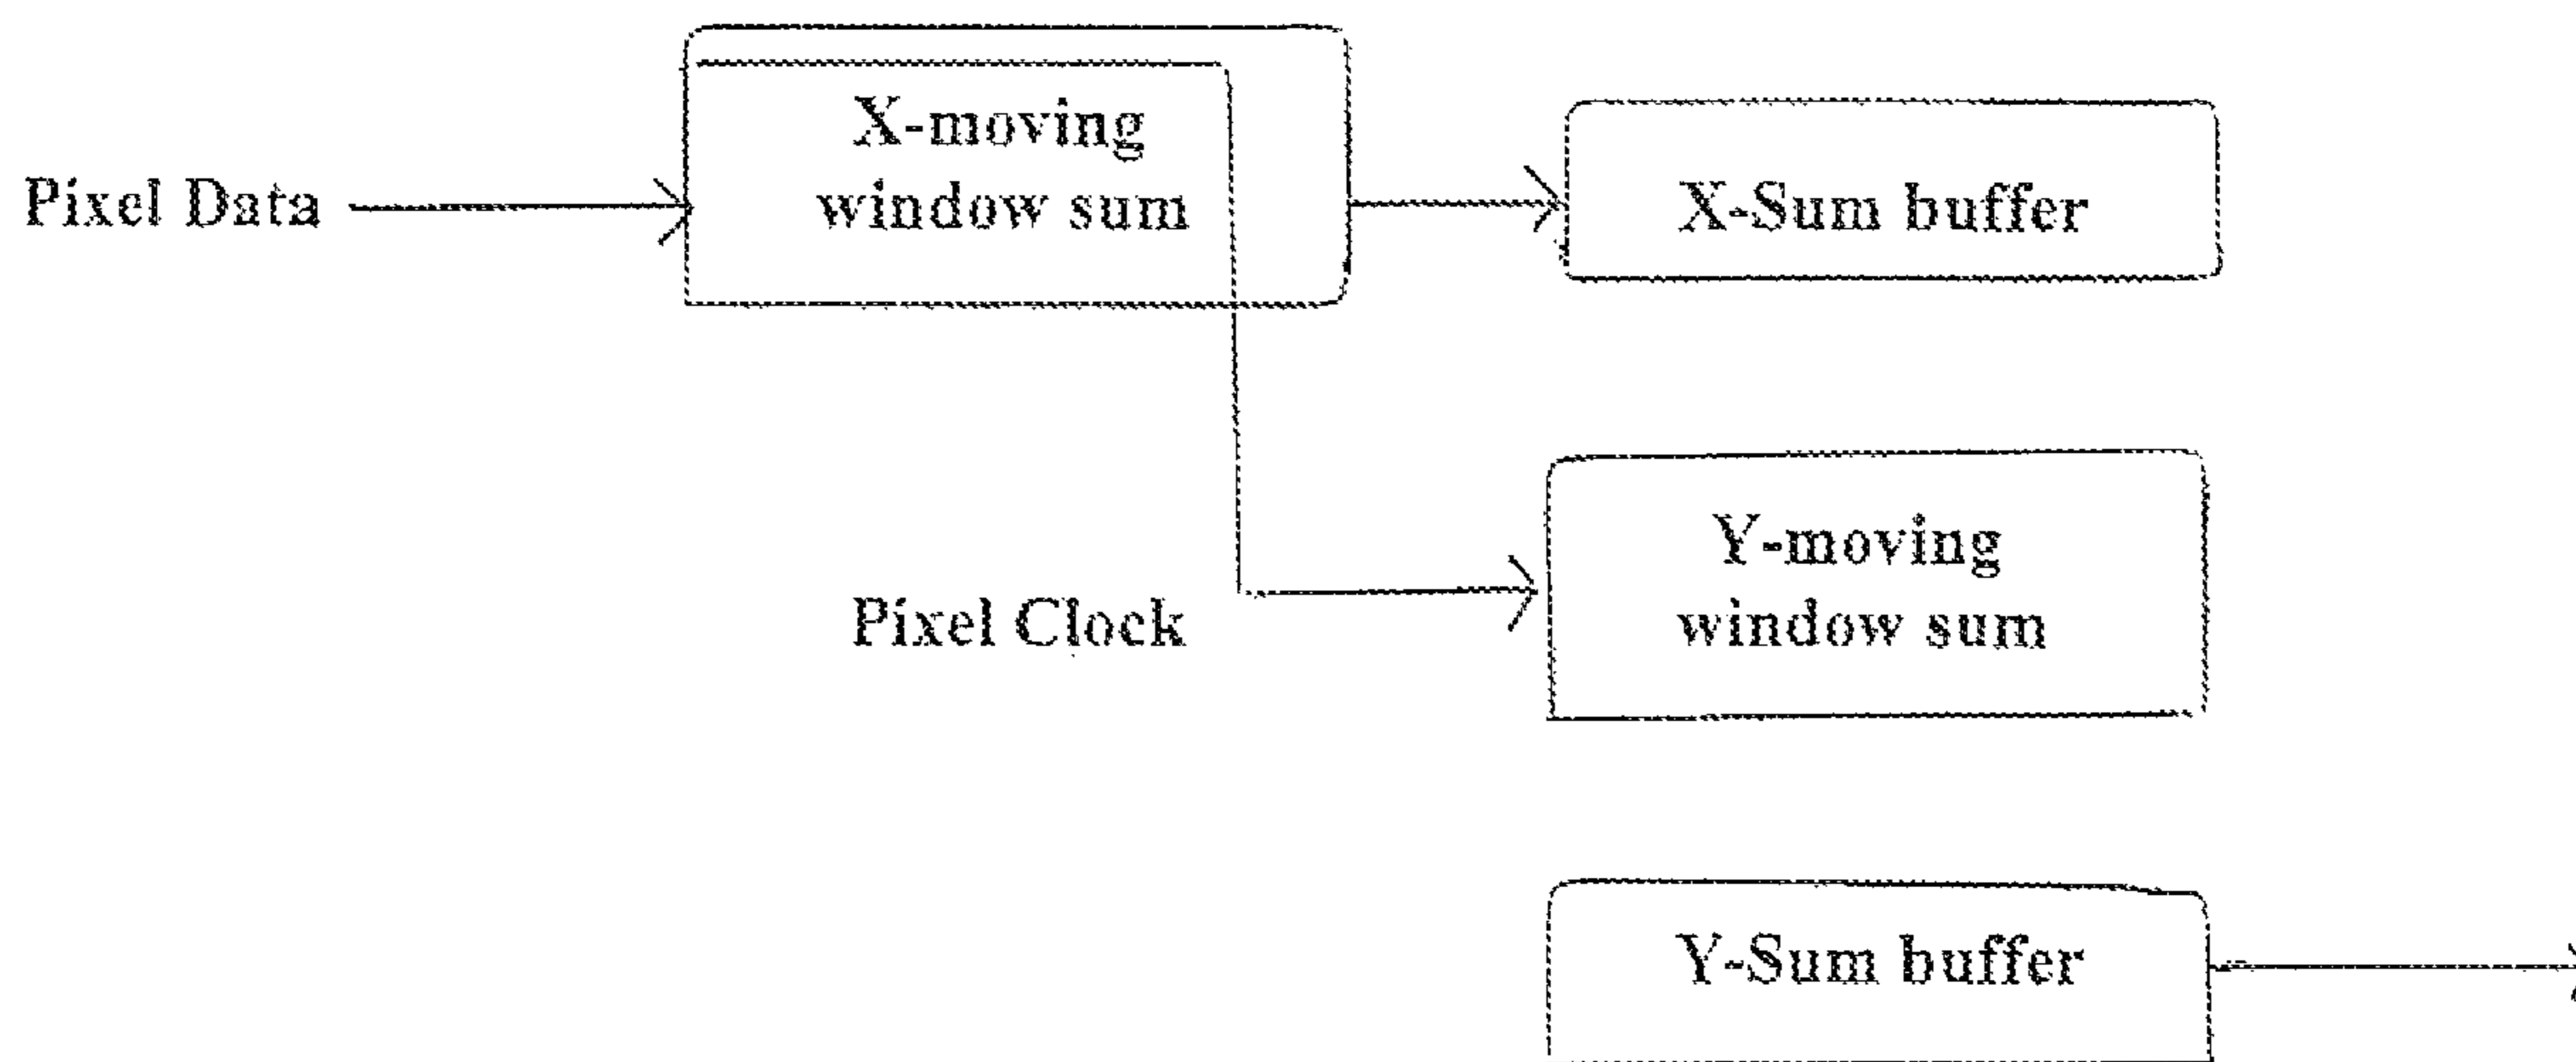 X-moving
window sum
Pixel Data
X-Sum buffer
Y-moving
window sum
Pixel Clock
Y-Sum buffer